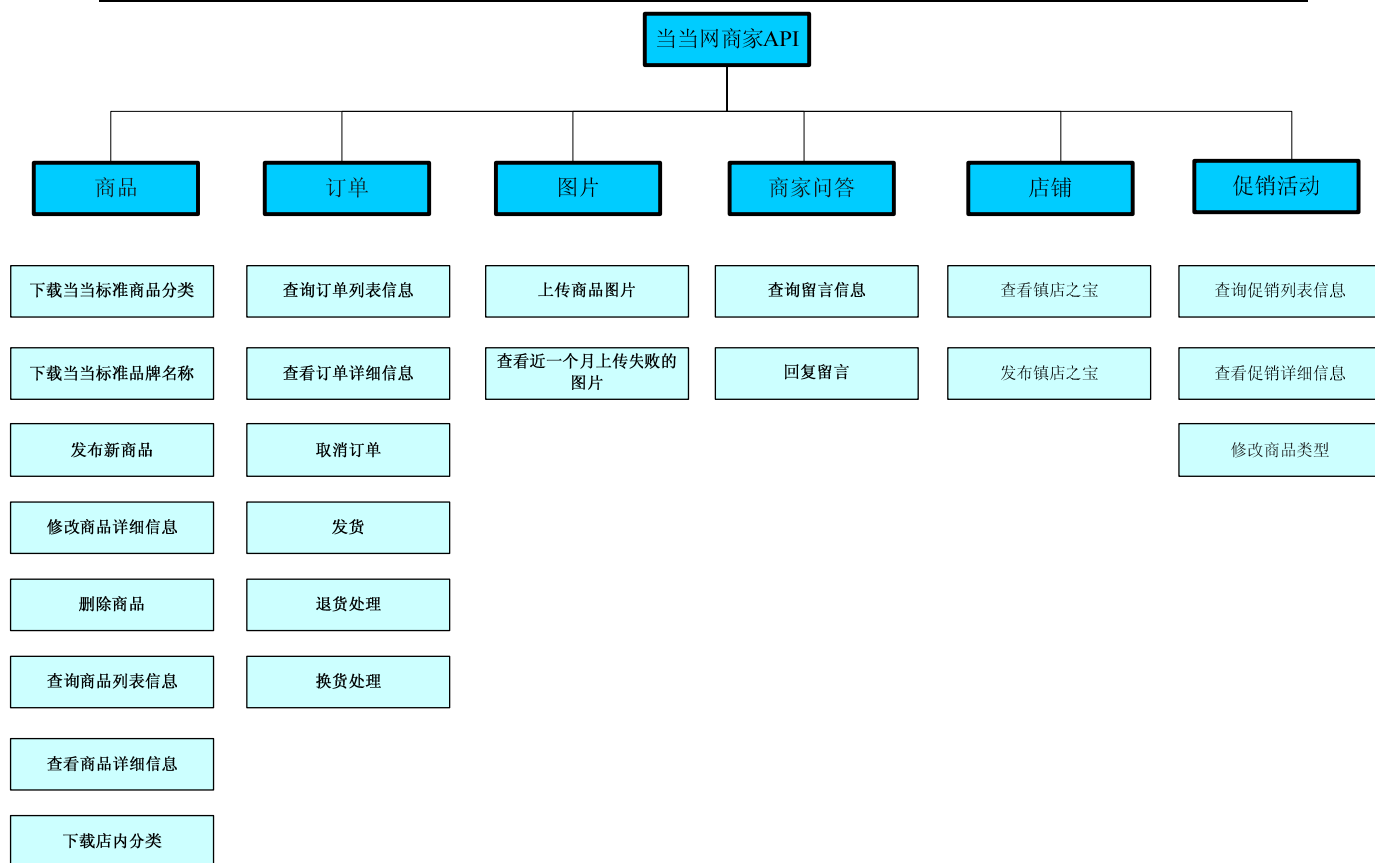 当当网商家API
商品
订单
图片
商家问答
店铺
促销活动
下载当当标准商品分类
查询订单列表信息
上传商品图片
查询留言信息
查看镇店之宝
查询促销列表信息
下载当当标准品牌名称
查看订单详细信息
查看近一个月上传失败的
图片
回复留言
发布镇店之宝
查看促销详细信息
发布新商品
取消订单
修改商品类型
修改商品详细信息
发货
删除商品
退货处理
查询商品列表信息
换货处理
查看商品详细信息
下载店内分类